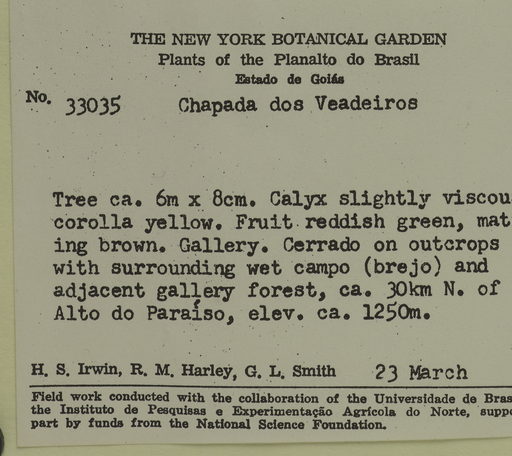 THE NEW YORK BOTANICAL GARDEN
Plants of the Planalto do Brasil
Estado de Goiás
No. 33035 Chapada dos Veadeiros
Tree ca. 6m x 8cm. Calyx slightly viscou
corolla yellow. Fruit reddish green, mat
ing brown. Gallery. Cerrado on outcrops
with surrounding wet campo (brejo) and
adjacent gallery forest, ca. 30km N. of
Alto do Paraíso, elev. ca. 1250m.
H. S. Irwin, R. M. Harley, G. L. Smith 23 March
Field work conducted with the collaboration of the Universidade de Bras
the Instituto de Pesquisas e Experimentação Agrícola do Norte, suppo
part by funds from the National Science Foundation.